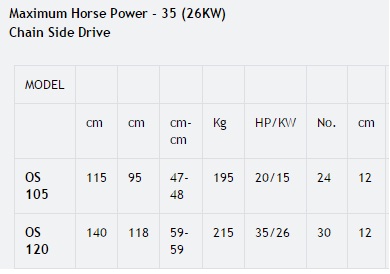 Maximum Horse Power - 35 (26KW)
Chain Side Drive
MODEL
cm cm cm-cm Kg HP/KW No. cm
OS 105 115 95 47-48 195 20/15 24 12
OS 120 140 118 59-59 215 35/26 30 12